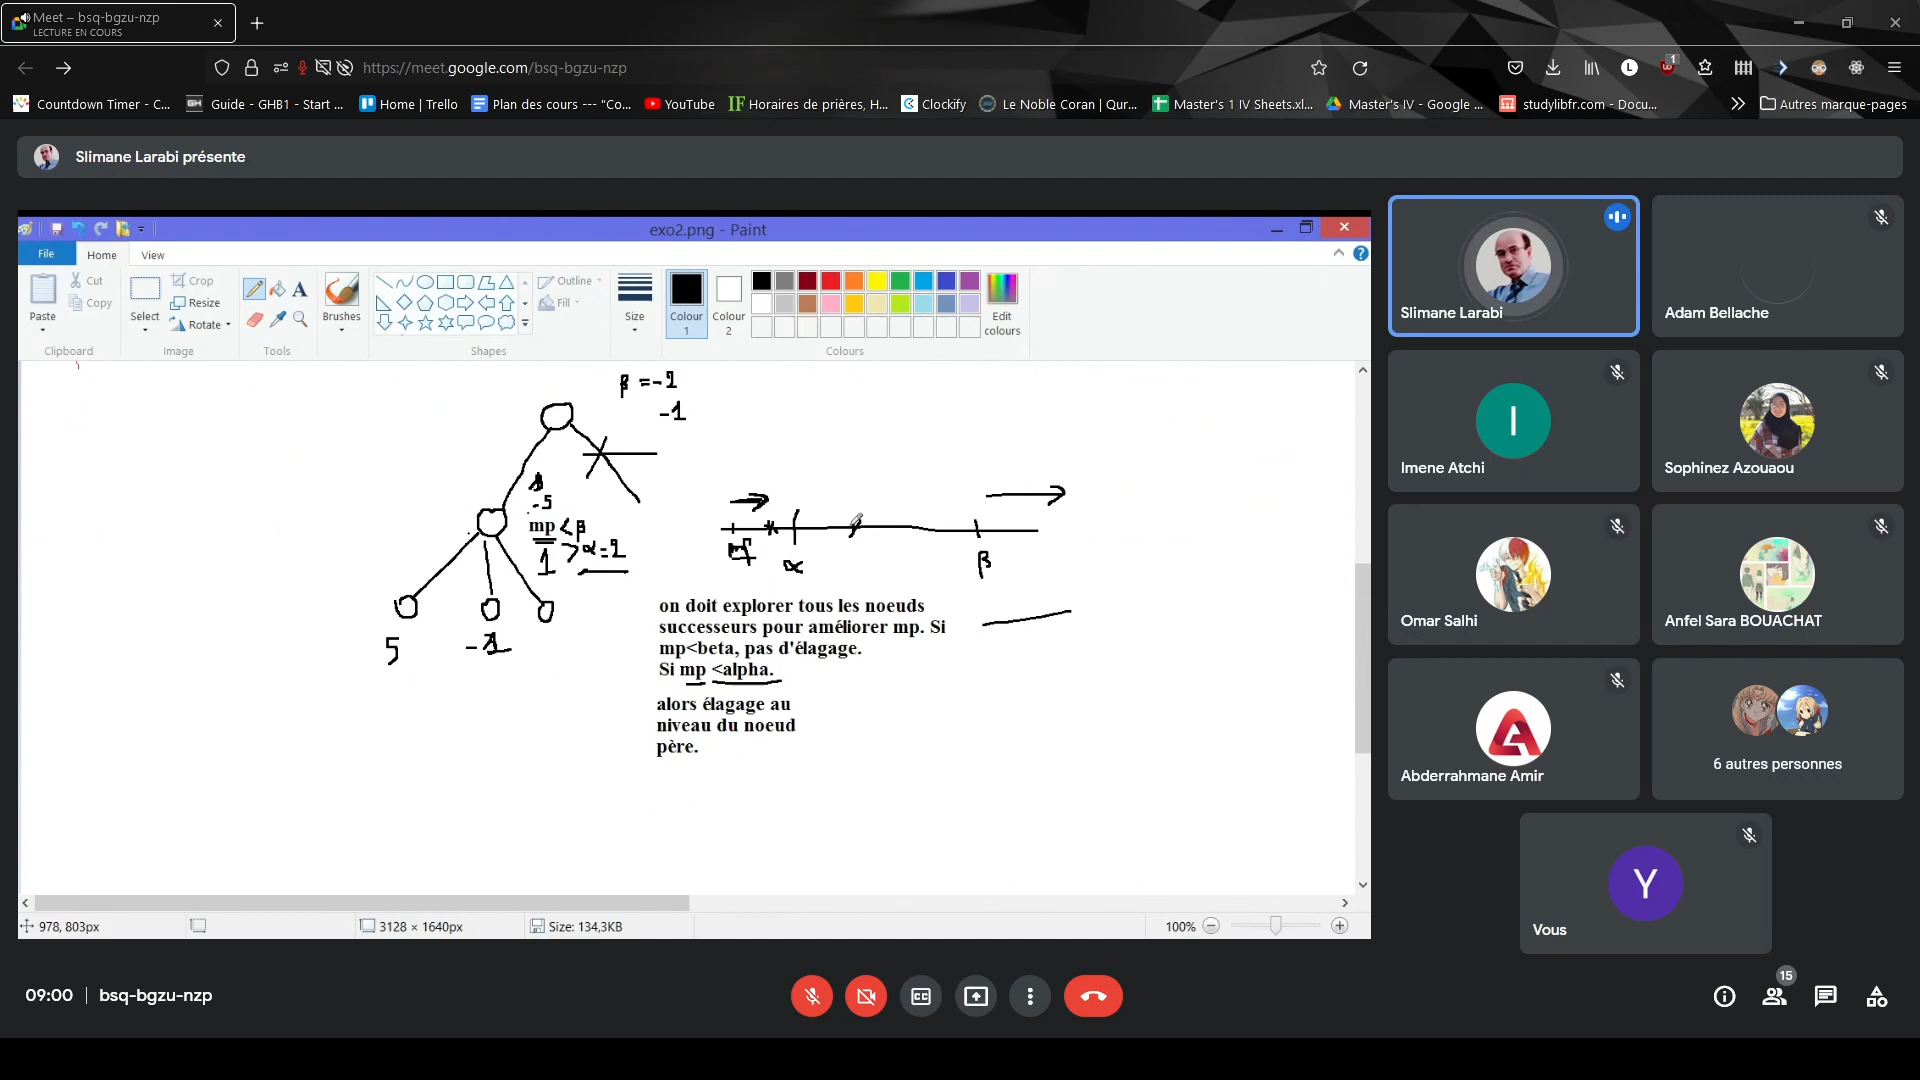 Meet – bsq-bgzu-nzp
LECTURE EN COURS
https://meet.google.com/bsq-bgzu-nzp
1
Countdown Timer - C...
Guide - GHB1 - Start ...
Home | Trello
Plan des cours --- "Co...
YouTube
Horaires de prières, H...
Clockify
Le Noble Coran | Qur...
Master's 1 IV Sheets.xl...
Master's IV - Google ...
studylibfr.com - Docu...
Autres marque-pages
Slimane Larabi présente
exo2.png - Paint
File
Home
View
Paste
Cut
Copy
Clipboard
Select
Crop
Resize
Rotate
Image
Tools
Brushes
Shapes
Outline
Fill
Size
Colour 1
Colour 2
Edit colours
Colours
β = -2
-1
-5
mp < β
1 > α = 2
5
-1
α
β
on doit explorer tous les noeuds
successeurs pour améliorer mp. Si
mp<beta, pas d'élagage.
Si mp <alpha.
alors élagage au
niveau du noeud
père.
978, 803px
3128 × 1640px
Size: 134,3KB
100%
Slimane Larabi
Adam Bellache
I
Imene Atchi
Sophinez Azouaou
Omar Salhi
Anfel Sara BOUACHAT
Abderrahmane Amir
6 autres personnes
Y
Vous
09:00 | bsq-bgzu-nzp
15